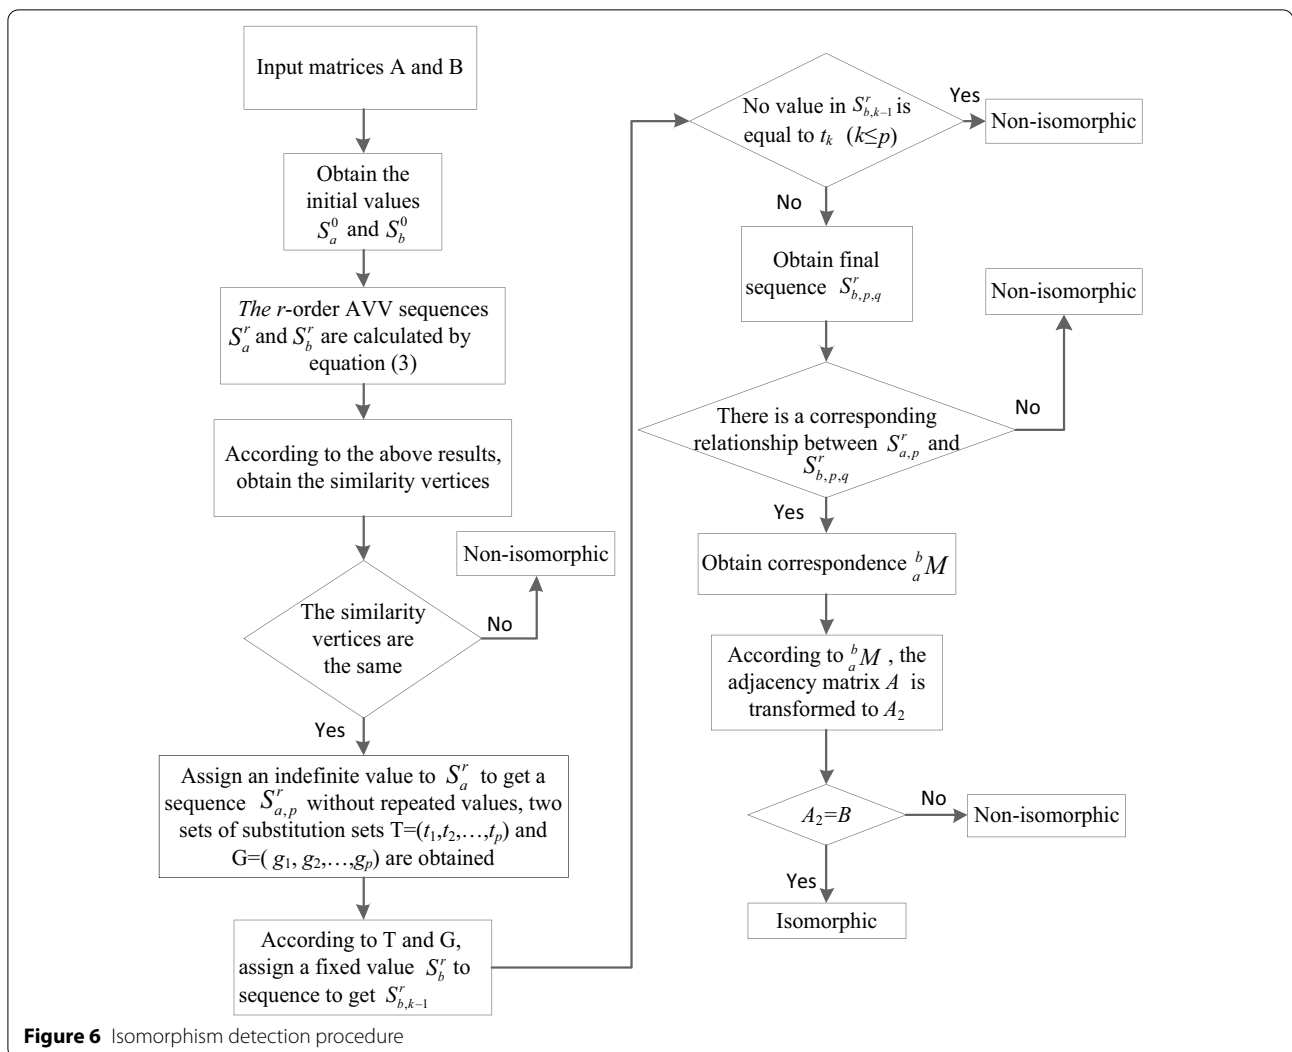 Input matrices A and B
Obtain the
initial values
$S_a^0$ and $S_b^0$
The r-order AVV sequences
$S_a^r$ and $S_b^r$ are calculated by
equation (3)
According to the above results,
obtain the similarity vertices
Non-isomorphic
The similarity
vertices are
the same
No
Yes
Assign an indefinite value to $S_a^r$ to get a
sequence $S_{a,p}^r$ without repeated values, two
sets of substitution sets T=($t_1$,$t_2$,…,$t_p$) and
G=( $g_1$, $g_2$,…,$g_p$) are obtained
According to T and G,
assign a fixed value $S_b^r$ to
sequence to get $S_{b,k-1}^r$
No value in $S_{b,k-1}^r$ is
equal to $t_k$ (k≤p)
Yes
Non-isomorphic
No
Obtain final
sequence $S_{b,p,q}^r$
Non-isomorphic
There is a corresponding
relationship between $S_{a,p}^r$ and
$S_{b,p,q}^r$
No
Yes
Obtain correspondence ${}_a^b M$
According to ${}_a^b M$ , the
adjacency matrix A is
transformed to $A_2$
$A_2$=B
No
Non-isomorphic
Yes
Isomorphic
Figure 6 Isomorphism detection procedure